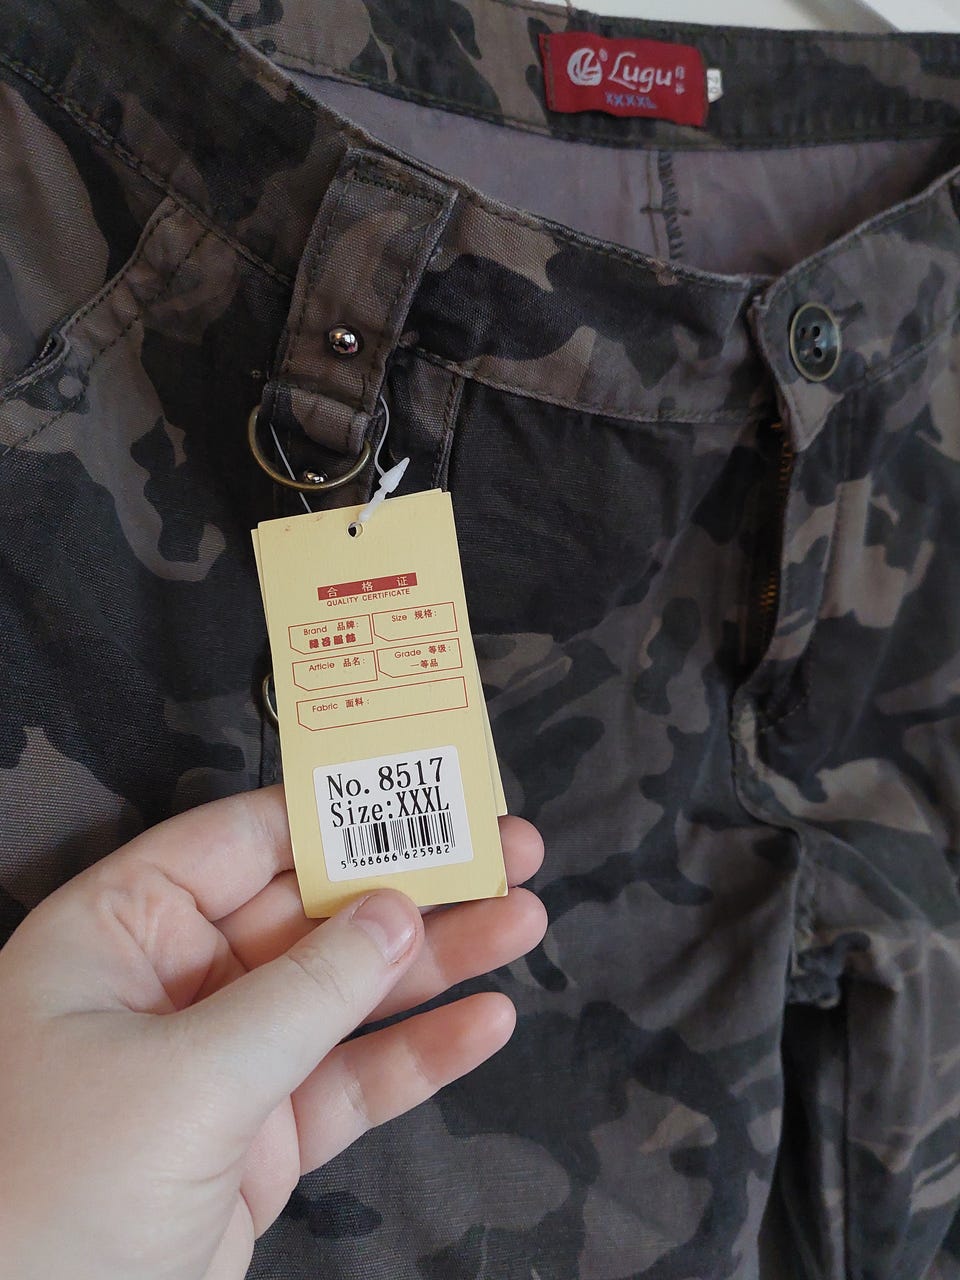 Lugu
XXXXL
合格证
QUALITY CERTIFICATE
Brand 品牌:
Size 规格:
Article 品名:
Grade 等级:
一等品
Fabric 面料:
No. 8517
Size:XXXL
5 568666 625982